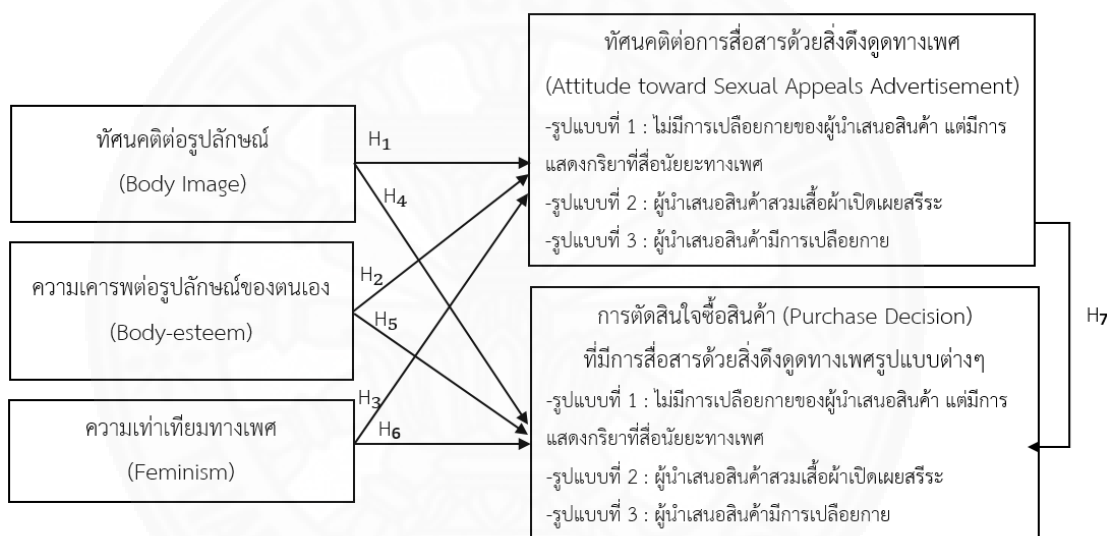 ทัศนคติต่อรูปลักษณ์
(Body Image)
ความเคารพต่อรูปลักษณ์ของตนเอง
(Body-esteem)
ความเท่าเทียมทางเพศ
(Feminism)
H1
H4
H2
H5
H3
H6
ทัศนคติต่อการสื่อสารด้วยสิ่งดึงดูดทางเพศ
(Attitude toward Sexual Appeals Advertisement)
-รูปแบบที่ 1 : ไม่มีการเปลือยกายของผู้นำเสนอสินค้า แต่มีการ
แสดงกริยาที่สื่อนัยยะทางเพศ
-รูปแบบที่ 2 : ผู้นำเสนอสินค้าสวมเสื้อผ้าเปิดเผยสรีระ
-รูปแบบที่ 3 : ผู้นำเสนอสินค้ามีการเปลือยกาย
การตัดสินใจซื้อสินค้า (Purchase Decision)
ที่มีการสื่อสารด้วยสิ่งดึงดูดทางเพศรูปแบบต่างๆ
-รูปแบบที่ 1 : ไม่มีการเปลือยกายของผู้นำเสนอสินค้า แต่มีการ
แสดงกริยาที่สื่อนัยยะทางเพศ
-รูปแบบที่ 2 : ผู้นำเสนอสินค้าสวมเสื้อผ้าเปิดเผยสรีระ
-รูปแบบที่ 3 : ผู้นำเสนอสินค้ามีการเปลือยกาย
H7